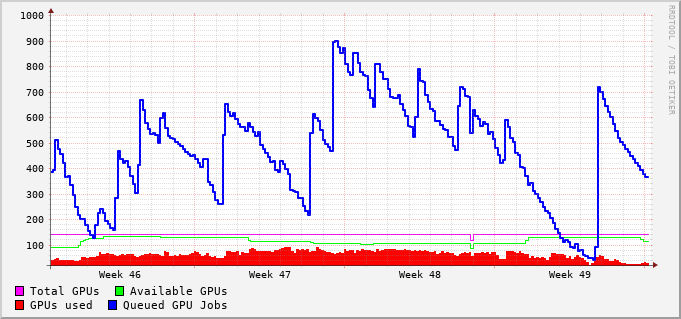 1000
900
800
700
600
500
400
300
200
100
Week 46 Week 47 Week 48 Week 49
Total GPUs Available GPUs
GPUs used Queued GPU Jobs
RRDTOOL / TOBI OETIKER